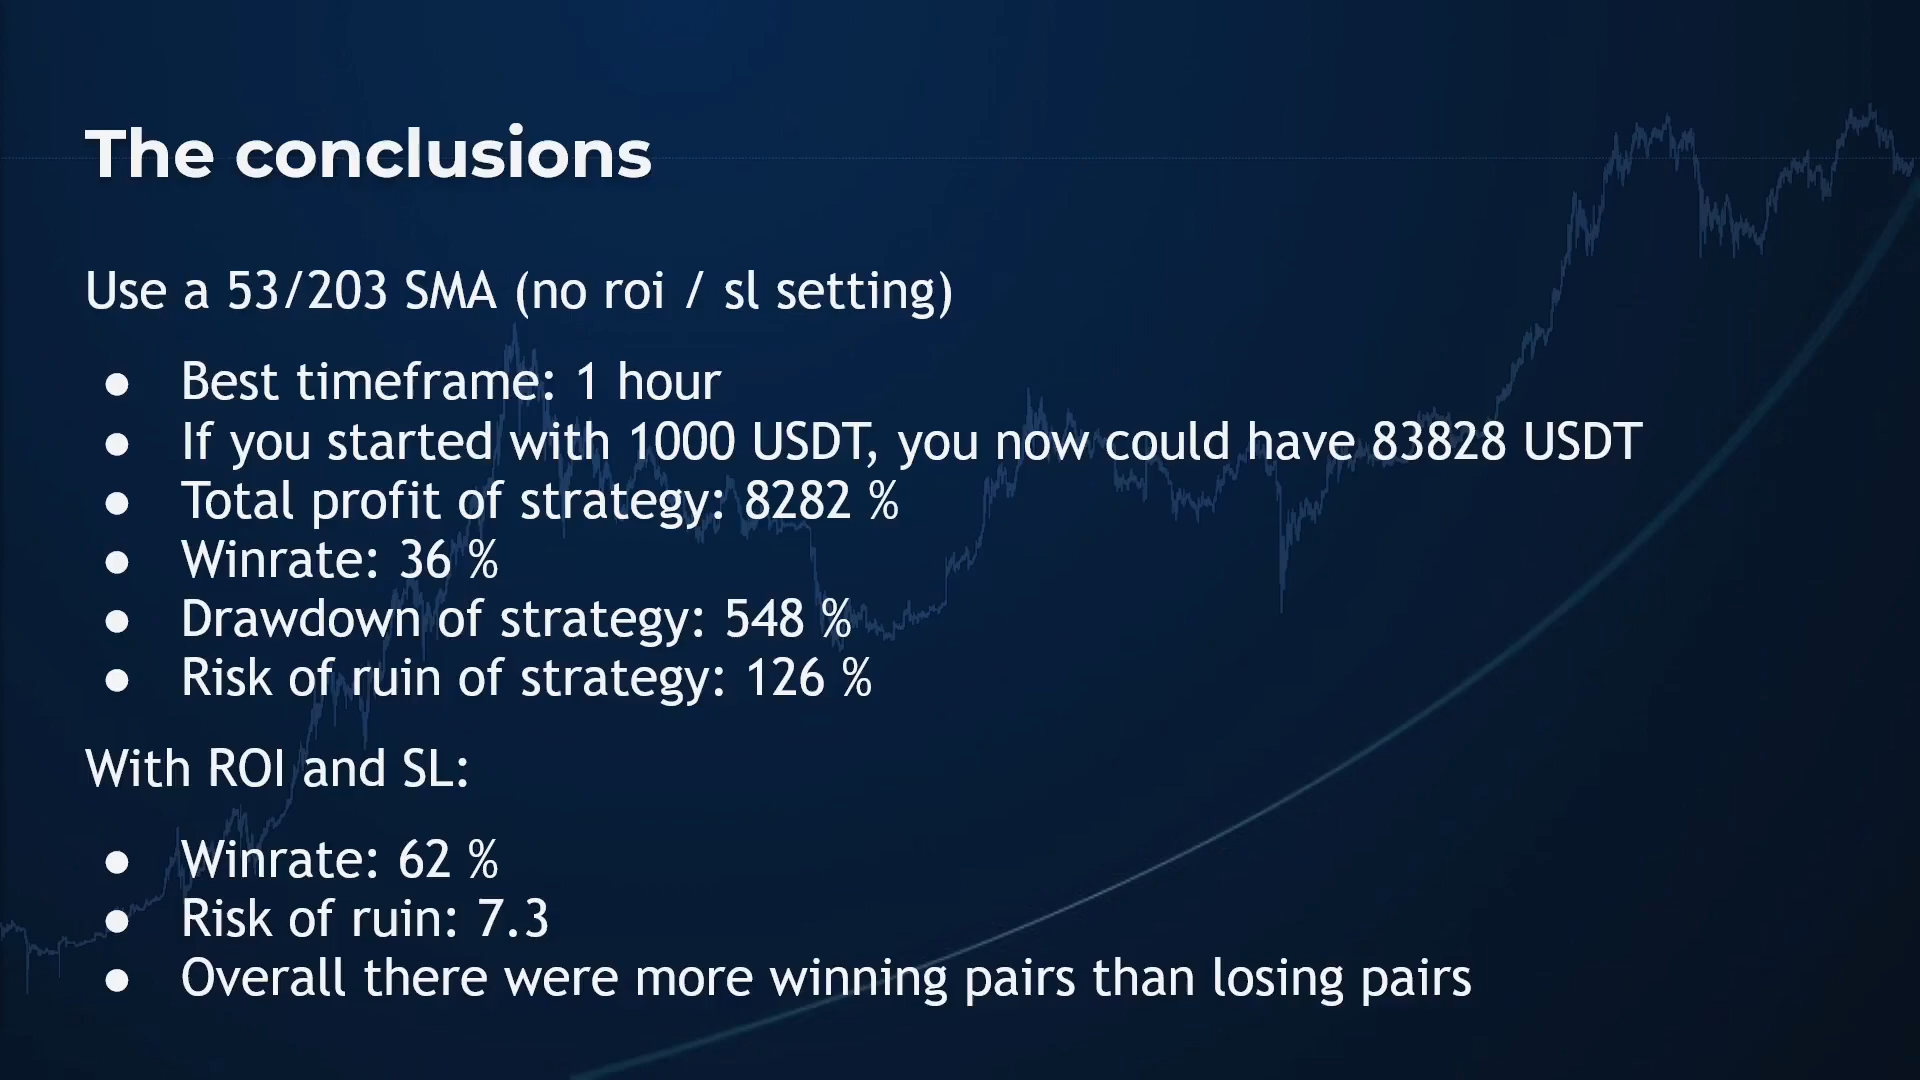 The conclusions
Use a 53/203 SMA (no roi / sl setting)
● Best timeframe: 1 hour
● If you started with 1000 USDT, you now could have 83828 USDT
● Total profit of strategy: 8282 %
● Winrate: 36 %
● Drawdown of strategy: 548 %
● Risk of ruin of strategy: 126 %
With ROI and SL:
● Winrate: 62 %
● Risk of ruin: 7.3
● Overall there were more winning pairs than losing pairs